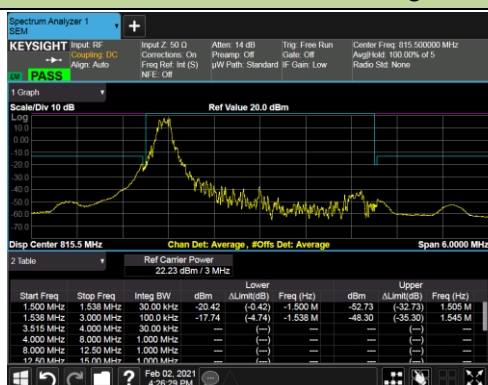 Spectrum Analyzer 1
SEM
+
KEYSIGHT Input: RF Input Z: 50 Ω Atten: 14 dB Trig: Free Run Center Freq: 815.500000 MHz
Coupling: DC Corrections: On Preamp: Off Gate: Off Avg|Hold: 100.00% of 5
Align: Auto Freq Ref: Int (S) µW Path: Standard IF Gain: Low Radio Std: None
NFE: Off
PASS
1 Graph
Scale/Div 10 dB Ref Value 20.0 dBm
Log
10.0
0.00
-10.0
-20.0
-30.0
-40.0
-50.0
-60.0
-70.0
Disp Center 815.5 MHz Chan Det: Average, #Offs Det: Average Span 6.0000 MHz
2 Table Ref Carrier Power
22.23 dBm / 3 MHz
Lower Upper
Start Freq Stop Freq Integ BW dBm ΔLimit(dB) Freq (Hz) dBm ΔLimit(dB) Freq (Hz)
1.500 MHz 1.538 MHz 30.00 kHz -20.42 (-0.42) -1.500 M -52.73 (-32.73) 1.505 M
1.538 MHz 3.000 MHz 100.0 kHz -17.74 (-4.74) -1.538 M -48.30 (-35.30) 1.545 M
3.515 MHz 4.000 MHz 30.00 kHz --- (---) --- --- (---) ---
4.000 MHz 8.000 MHz 1.000 MHz --- (---) --- --- (---) ---
8.000 MHz 12.50 MHz 1.000 MHz --- (---) --- --- (---) ---
12.50 MHz 15.00 MHz 1.000 MHz --- (---) --- --- (---) ---
? Feb 02, 2021
4:26:29 PM